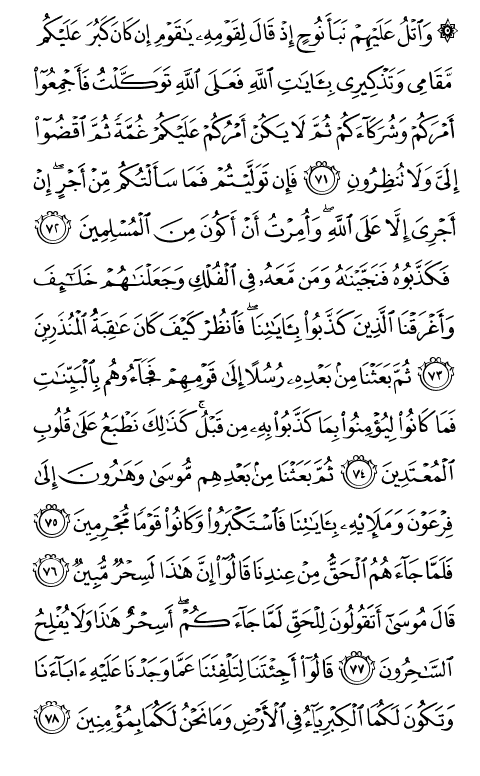 ۞ وَٱتْلُ عَلَيْهِمْ نَبَأَ نُوحٍ إِذْ قَالَ لِقَوْمِهِۦ يَٰقَوْمِ إِن كَانَ كَبُرَ عَلَيْكُم
مَّقَامِى وَتَذْكِيرِى بِـَٔايَٰتِ ٱللَّهِ فَعَلَى ٱللَّهِ تَوَكَّلْتُ فَأَجْمِعُوٓا۟
أَمْرَكُمْ وَشُرَكَآءَكُمْ ثُمَّ لَا يَكُنْ أَمْرُكُمْ عَلَيْكُمْ غُمَّةً ثُمَّ ٱقْضُوٓا۟
إِلَىَّ وَلَا تُنظِرُونِ ٧١ فَإِن تَوَلَّيْتُمْ فَمَا سَأَلْتُكُم مِّنْ أَجْرٍ ۖ إِنْ
أَجْرِىَ إِلَّا عَلَى ٱللَّهِ ۖ وَأُمِرْتُ أَنْ أَكُونَ مِنَ ٱلْمُسْلِمِينَ ٧٢
فَكَذَّبُوهُ فَنَجَّيْنَٰهُ وَمَن مَّعَهُۥ فِى ٱلْفُلْكِ وَجَعَلْنَٰهُمْ خَلَٰٓئِفَ
وَأَغْرَقْنَا ٱلَّذِينَ كَذَّبُوا۟ بِـَٔايَٰتِنَا ۖ فَٱنظُرْ كَيْفَ كَانَ عَٰقِبَةُ ٱلْمُنذَرِينَ
٧٣ ثُمَّ بَعَثْنَا مِنۢ بَعْدِهِۦ رُسُلًا إِلَىٰ قَوْمِهِمْ فَجَآءُوهُم بِٱلْبَيِّنَٰتِ
فَمَا كَانُوا۟ لِيُؤْمِنُوا۟ بِمَا كَذَّبُوا۟ بِهِۦ مِن قَبْلُ ۚ كَذَٰلِكَ نَطْبَعُ عَلَىٰ قُلُوبِ
ٱلْمُعْتَدِينَ ٧٤ ثُمَّ بَعَثْنَا مِنۢ بَعْدِهِم مُّوسَىٰ وَهَٰرُونَ إِلَىٰ
فِرْعَوْنَ وَمَلَإِي۟هِۦ بِـَٔايَٰتِنَا فَٱسْتَكْبَرُوا۟ وَكَانُوا۟ قَوْمًا مُّجْرِمِينَ ٧٥
فَلَمَّا جَآءَهُمُ ٱلْحَقُّ مِنْ عِندِنَا قَالُوٓا۟ إِنَّ هَٰذَا لَسِحْرٌ مُّبِينٌ ٧٦
قَالَ مُوسَىٰٓ أَتَقُولُونَ لِلْحَقِّ لَمَّا جَآءَكُمْ ۖ أَسِحْرٌ هَٰذَا وَلَا يُفْلِحُ
ٱلسَّٰحِرُونَ ٧٧ قَالُوٓا۟ أَجِئْتَنَا لِتَلْفِتَنَا عَمَّا وَجَدْنَا عَلَيْهِ ءَابَآءَنَا
وَتَكُونَ لَكُمَا ٱلْكِبْرِيَآءُ فِى ٱلْأَرْضِ وَمَا نَحْنُ لَكُمَا بِمُؤْمِنِينَ ٧٨